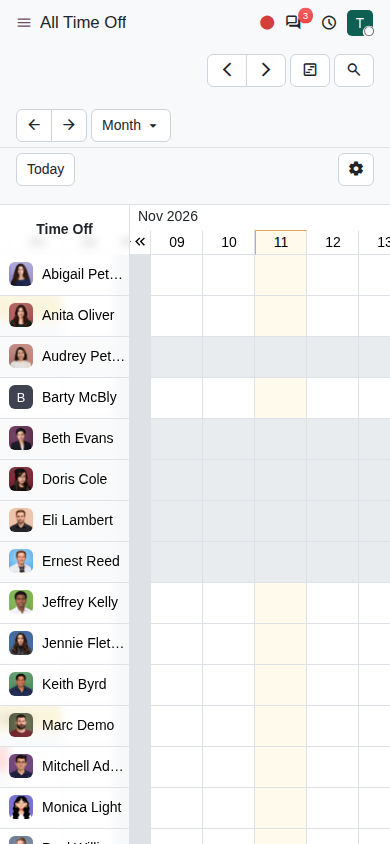 All Time Off
3
T
Month
Today
Time Off
Nov 2026
09 10 11 12 13
Abigail Pet…
Anita Oliver
Audrey Pet…
B Barty McBly
Beth Evans
Doris Cole
Eli Lambert
Ernest Reed
Jeffrey Kelly
Jennie Flet…
Keith Byrd
Marc Demo
Mitchell Ad…
Monica Light